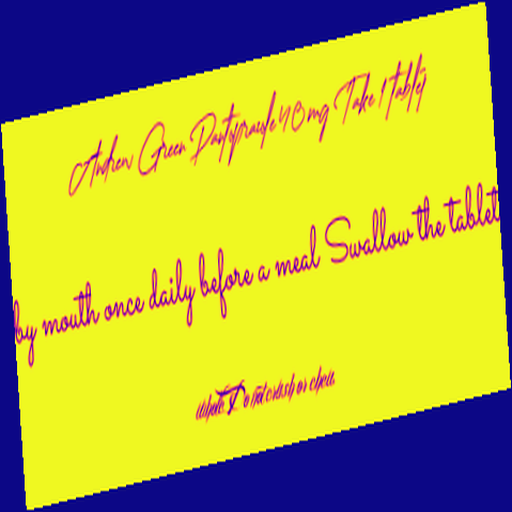 Andrew Green Pantoprazole 40 mg Take 1 tablet
by mouth once daily before a meal Swallow the tablet
whole Do not crush or chew